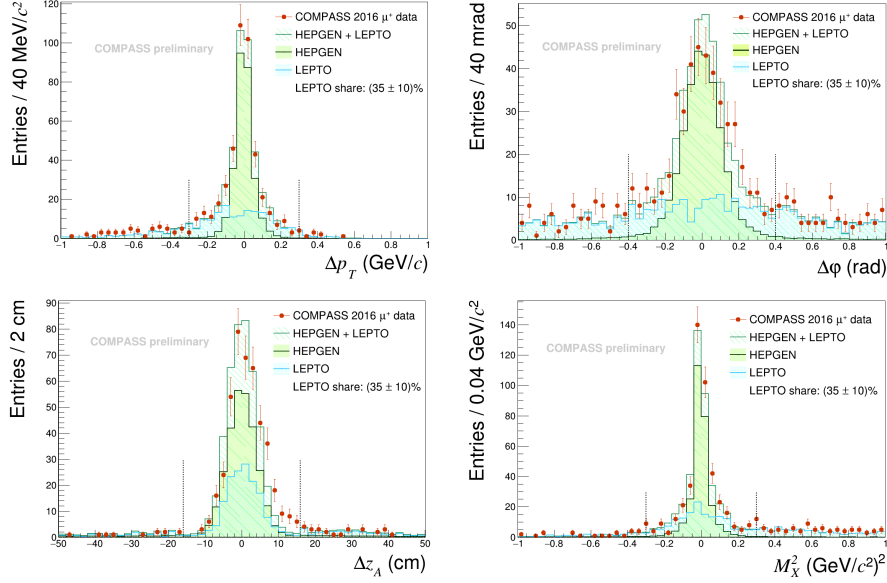 Entries / 40 MeV/c²
120
100
80
60
40
20
0
COMPASS preliminary
COMPASS 2016 μ⁺ data
HEPGEN + LEPTO
HEPGEN
LEPTO
LEPTO share: (35 ± 10)%
−1 −0.8 −0.6 −0.4 −0.2 0 0.2 0.4 0.6 0.8 1
Δp_T (GeV/c)
Entries / 40 mrad
50
40
30
20
10
0
COMPASS preliminary
COMPASS 2016 μ⁺ data
HEPGEN + LEPTO
HEPGEN
LEPTO
LEPTO share: (35 ± 10)%
−1 −0.8 −0.6 −0.4 −0.2 0 0.2 0.4 0.6 0.8 1
Δφ (rad)
Entries / 2 cm
90
80
70
60
50
40
30
20
10
0
COMPASS preliminary
COMPASS 2016 μ⁺ data
HEPGEN + LEPTO
HEPGEN
LEPTO
LEPTO share: (35 ± 10)%
−50 −40 −30 −20 −10 0 10 20 30 40 50
Δz_A (cm)
Entries / 0.04 GeV/c²
140
120
100
80
60
40
20
0
COMPASS preliminary
COMPASS 2016 μ⁺ data
HEPGEN + LEPTO
HEPGEN
LEPTO
LEPTO share: (35 ± 10)%
−1 −0.8 −0.6 −0.4 −0.2 0 0.2 0.4 0.6 0.8 1
M²_X (GeV/c²)²